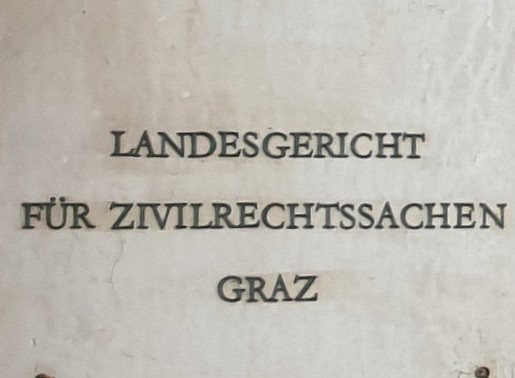 LANDESGERICHT
FÜR ZIVILRECHTSSACHEN
GRAZ